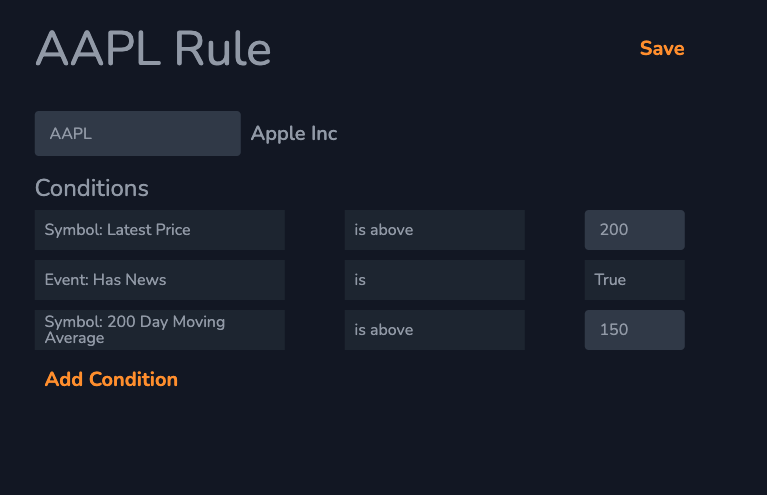 AAPL Rule
Save
AAPL
Apple Inc
Conditions
Symbol: Latest Price
is above
200
Event: Has News
is
True
Symbol: 200 Day Moving
Average
is above
150
Add Condition